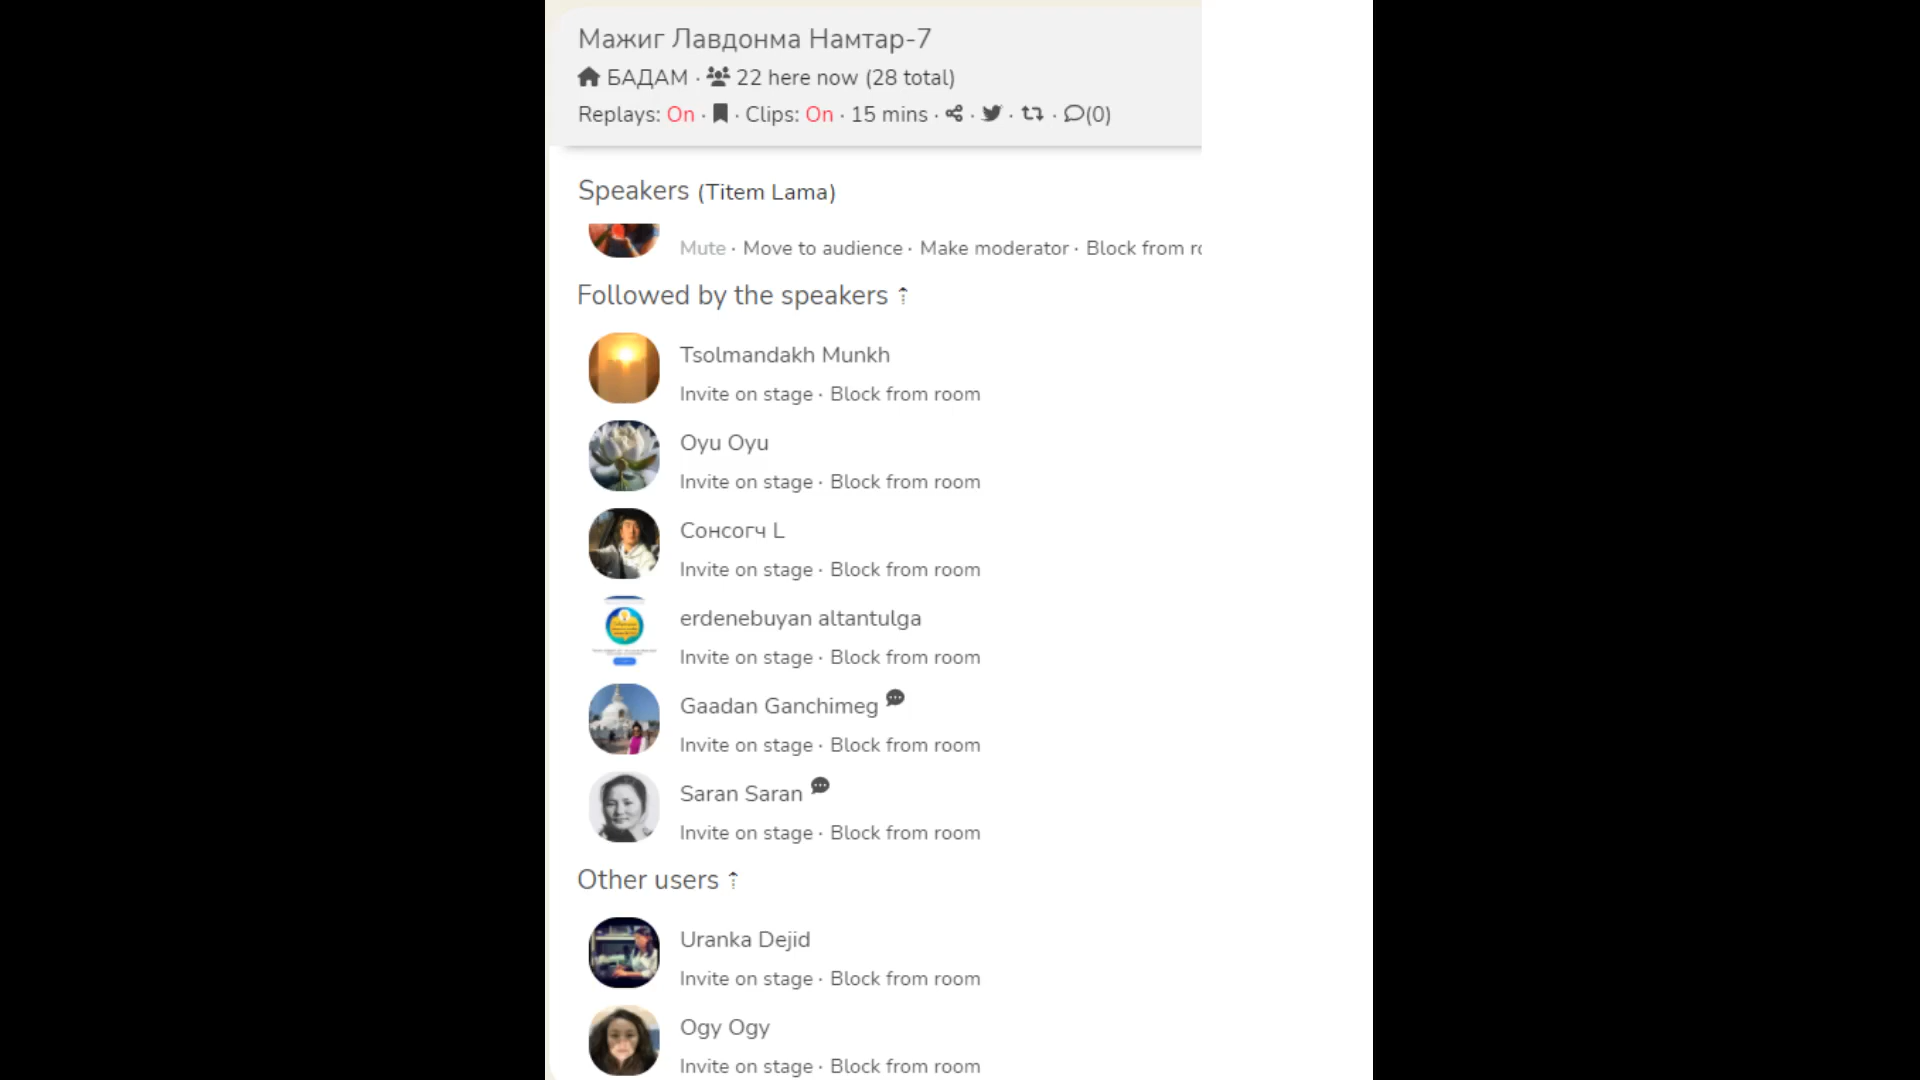 Мажиг Лавдонма Намтар-7
БАДАМ · 22 here now (28 total)
Replays: On · · Clips: On · 15 mins · · · · (0)
Speakers (Titem Lama)
Mute · Move to audience · Make moderator · Block from
Followed by the speakers
Tsolmandakh Munkh
Invite on stage · Block from room
Oyu Oyu
Invite on stage · Block from room
Сонсогч L
Invite on stage · Block from room
erdenebuyan altantulga
Invite on stage · Block from room
Gaadan Ganchimeg
Invite on stage · Block from room
Saran Saran
Invite on stage · Block from room
Other users
Uranka Dejid
Invite on stage · Block from room
Ogy Ogy
Invite on stage · Block from room